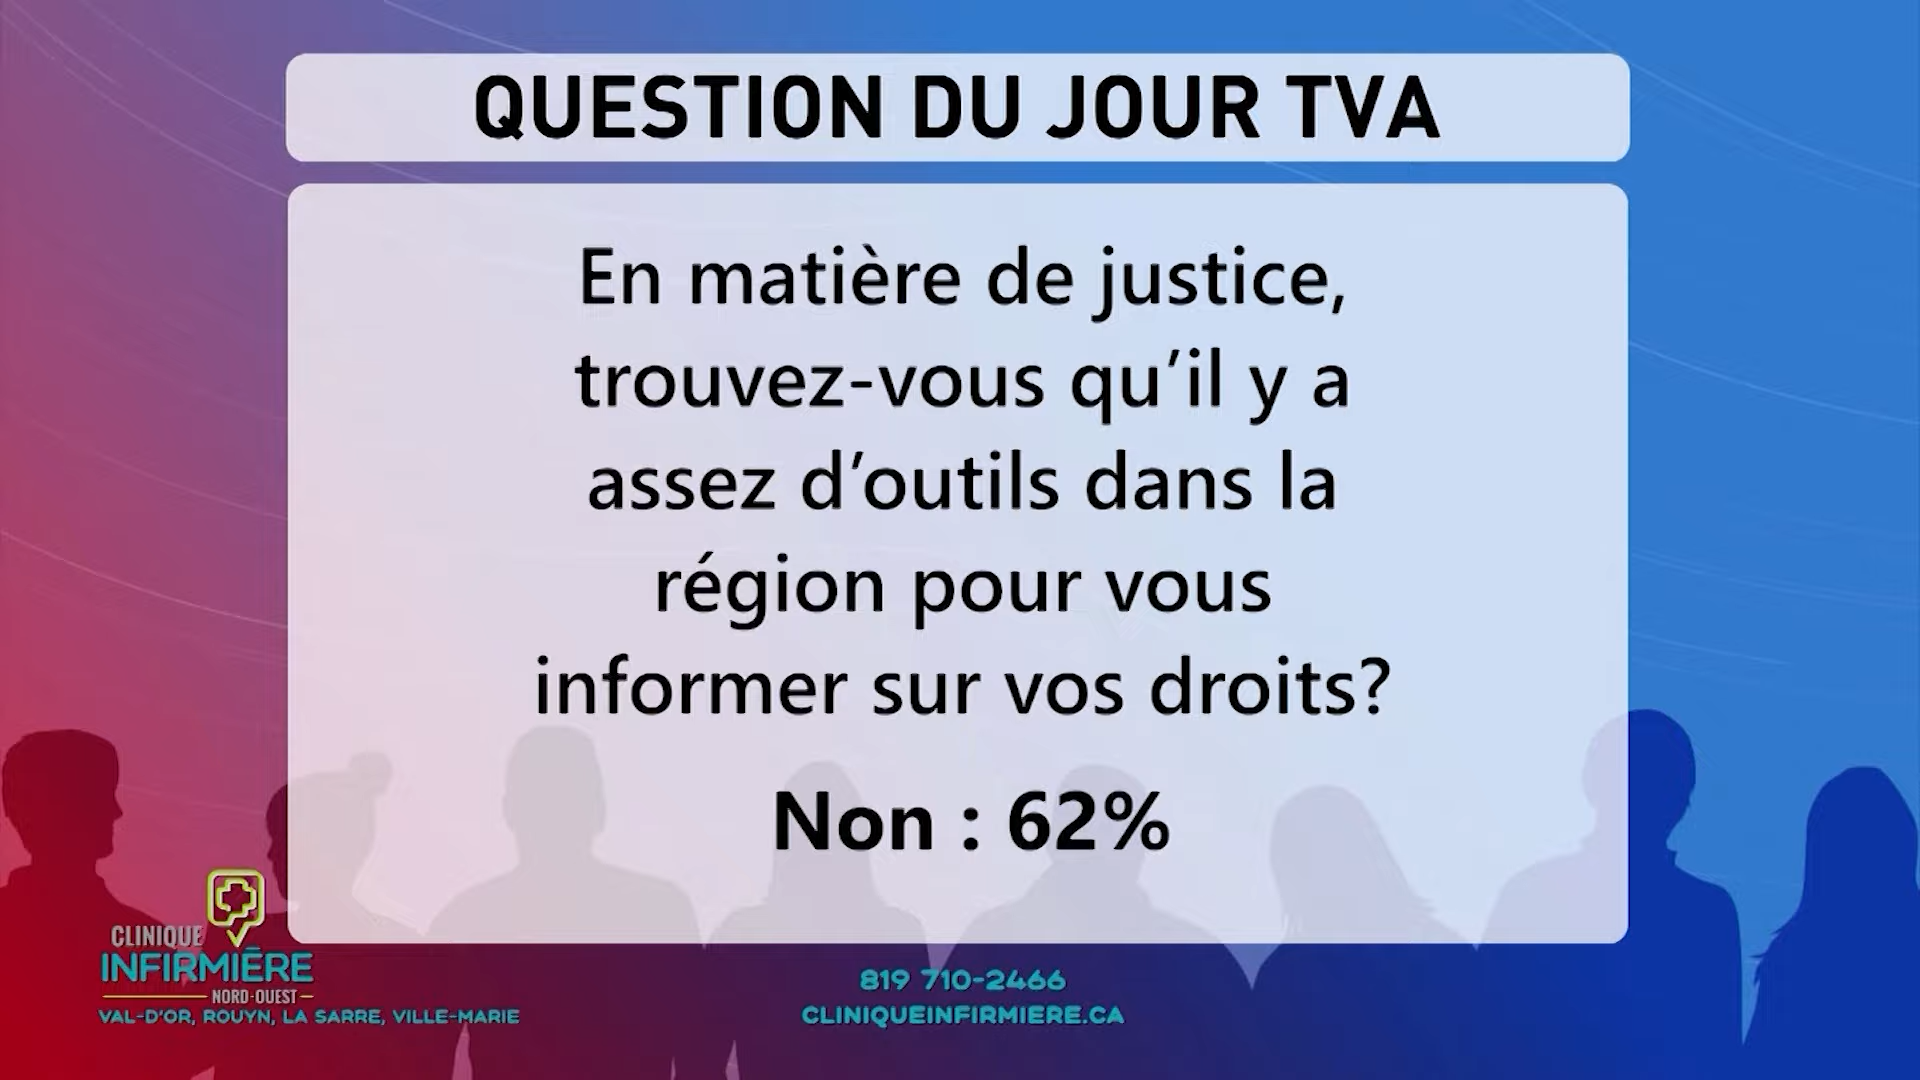 QUESTION DU JOUR TVA
En matière de justice,
trouvez-vous qu’il y a
assez d’outils dans la
région pour vous
informer sur vos droits?
Non : 62%
CLINIQUE
INFIRMIÈRE
NORD-OUEST
VAL-D'OR, ROUYN, LA SARRE, VILLE-MARIE
819 710-2466
CLINIQUEINFIRMIERE.CA